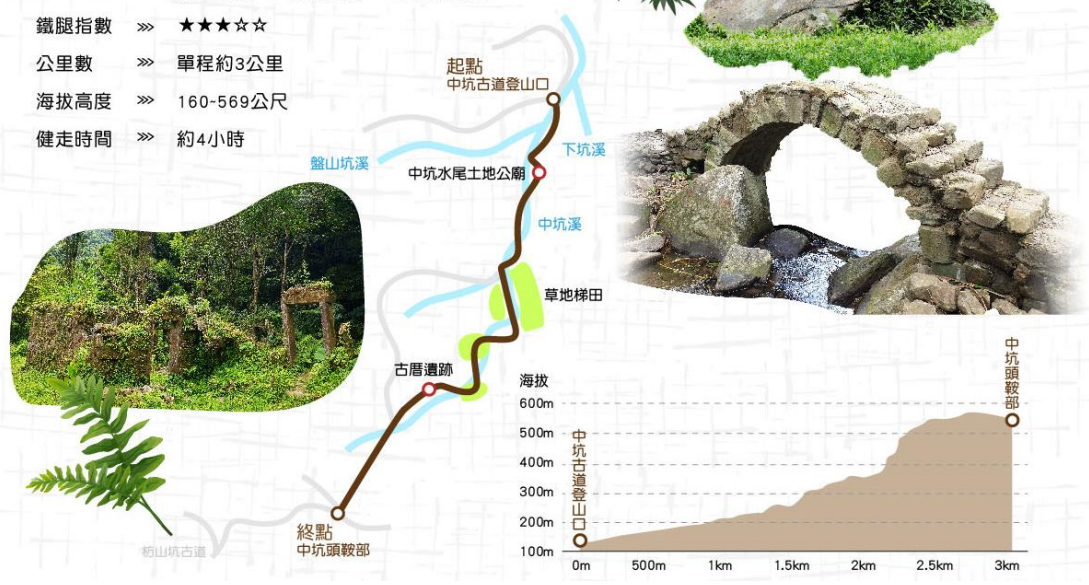 鐵腿指數 >>> ★★★☆☆
公里數 >>> 單程約3公里
海拔高度 >>> 160-569公尺
健走時間 >>> 約4小時
起點
中坑古道登山口
盤山坑溪
下坑溪
中坑水尾土地公廟
中坑溪
草地梯田
古厝遺跡
終點
中坑頭鞍部
枋山坑古道
海拔
600m
500m
400m
300m
200m
100m
中坑古道登山口
中坑頭鞍部
0m 500m 1km 1.5km 2km 2.5km 3km